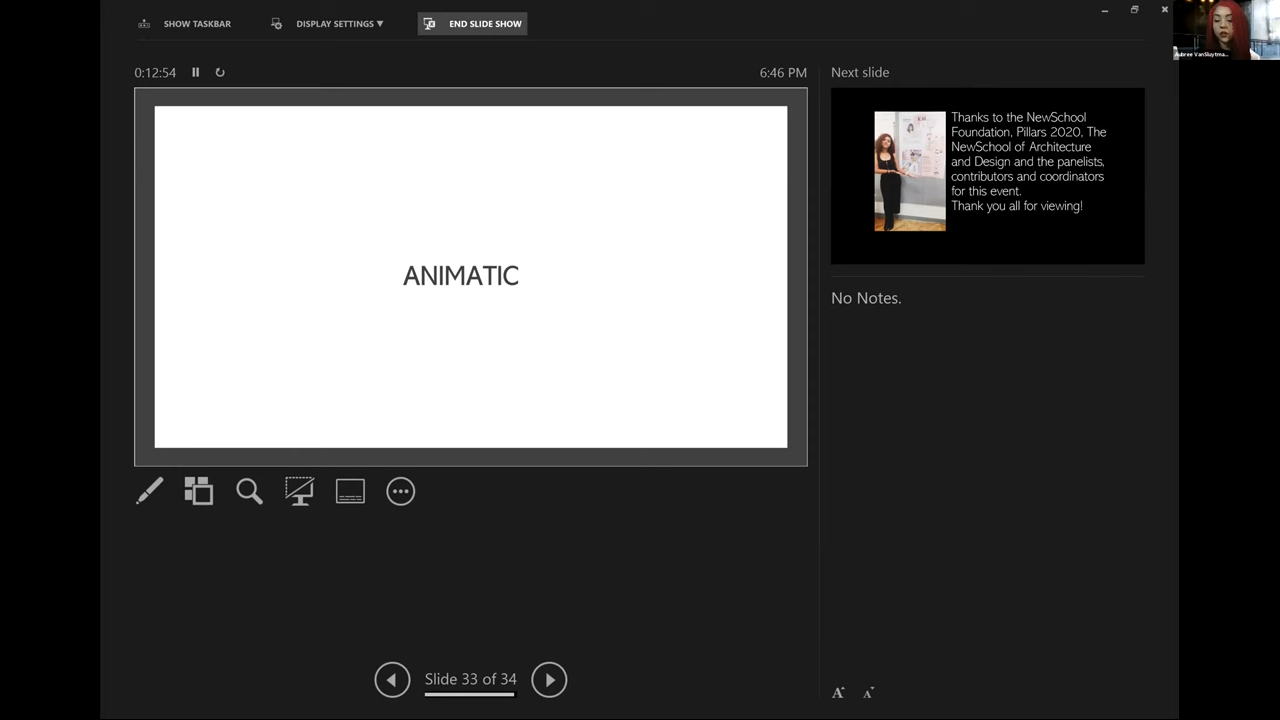 SHOW TASKBAR
DISPLAY SETTINGS ▼
END SLIDE SHOW
0:12:54
6:46 PM
Next slide
ANIMATIC
Thanks to the NewSchool
Foundation, Pillars 2020, The
NewSchool of Architecture
and Design and the panelists,
contributors and coordinators
for this event.
Thank you all for viewing!
No Notes.
Slide 33 of 34
A A
Aubree VanSluytma...